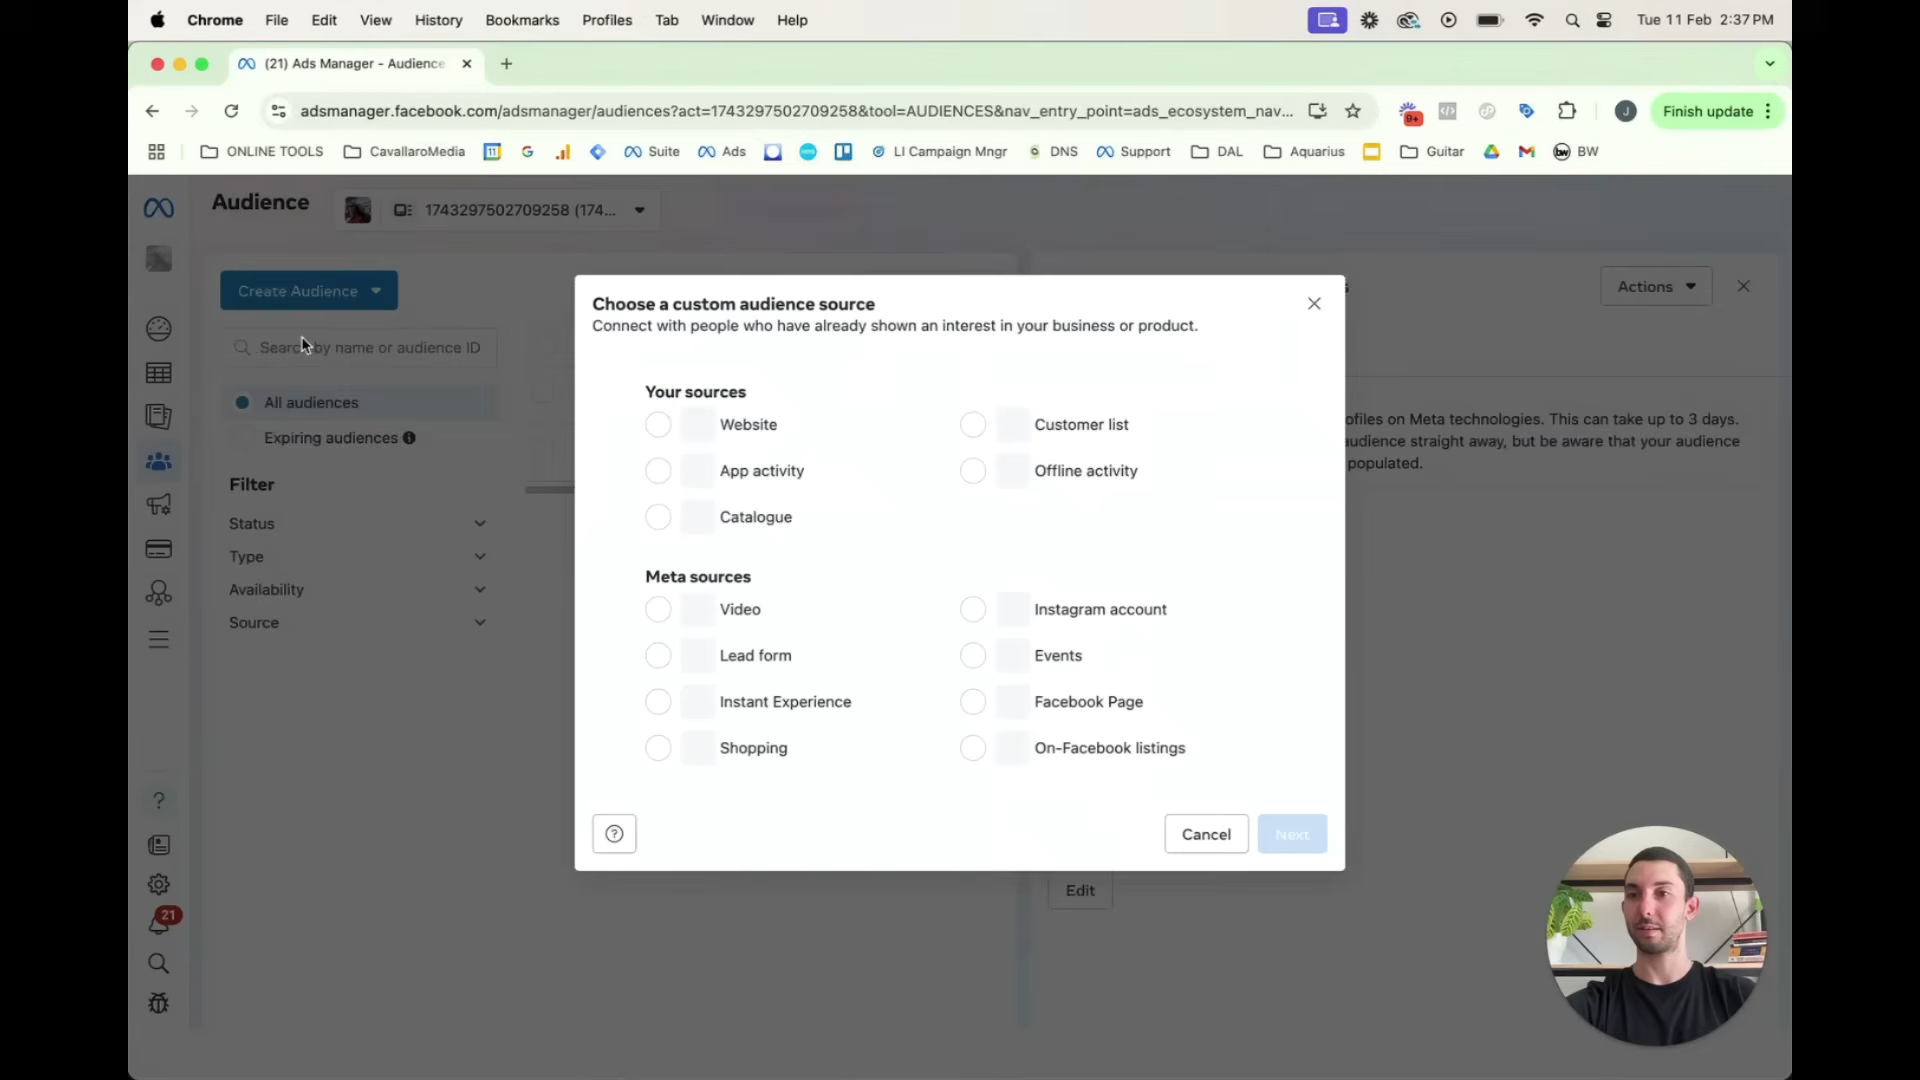 Chrome File Edit View History Bookmarks Profiles Tab Window Help Tue 11 Feb 2:37 PM
(21) Ads Manager - Audience
adsmanager.facebook.com/adsmanager/audiences?act=1743297502709258&tool=AUDIENCES&nav_entry_point=ads_ecosystem_nav... 9+ J Finish update
ONLINE TOOLS CavallaroMedia 11 Suite Ads LI Campaign Mngr DNS Support DAL Aquarius Guitar bw BW
Audience 1743297502709258 (174...
Create Audience
Actions
Search by name or audience ID
All audiences
Expiring audiences
Filter
Status
Type
Availability
Source
21
Choose a custom audience source
Connect with people who have already shown an interest in your business or product.
Your sources
Website Customer list
App activity Offline activity
Catalogue
Meta sources
Video Instagram account
Lead form Events
Instant Experience Facebook Page
Shopping On-Facebook listings
Cancel Next
on Meta technologies. This can take up to 3 days.
audience straight away, but be aware that your audience
populated.
Edit